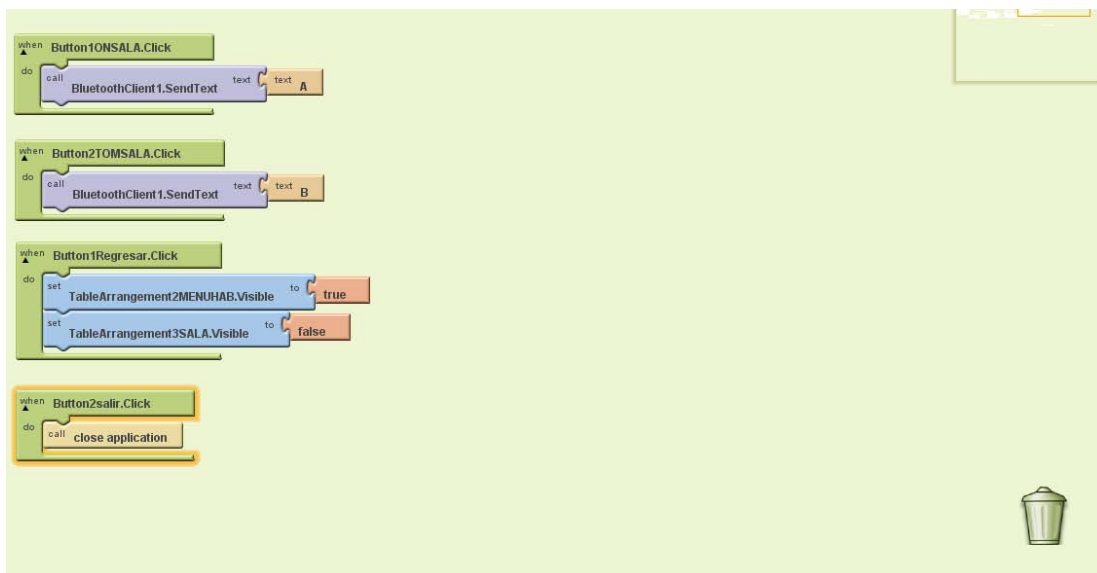 when Button1ONSALA.Click
do call BluetoothClient1.SendText text text A
when Button2TOMSALA.Click
do call BluetoothClient1.SendText text text B
when Button1Regresar.Click
do set TableArrangement2MENUHAB.Visible to true
set TableArrangement3SALA.Visible to false
when Button2salir.Click
do call close application